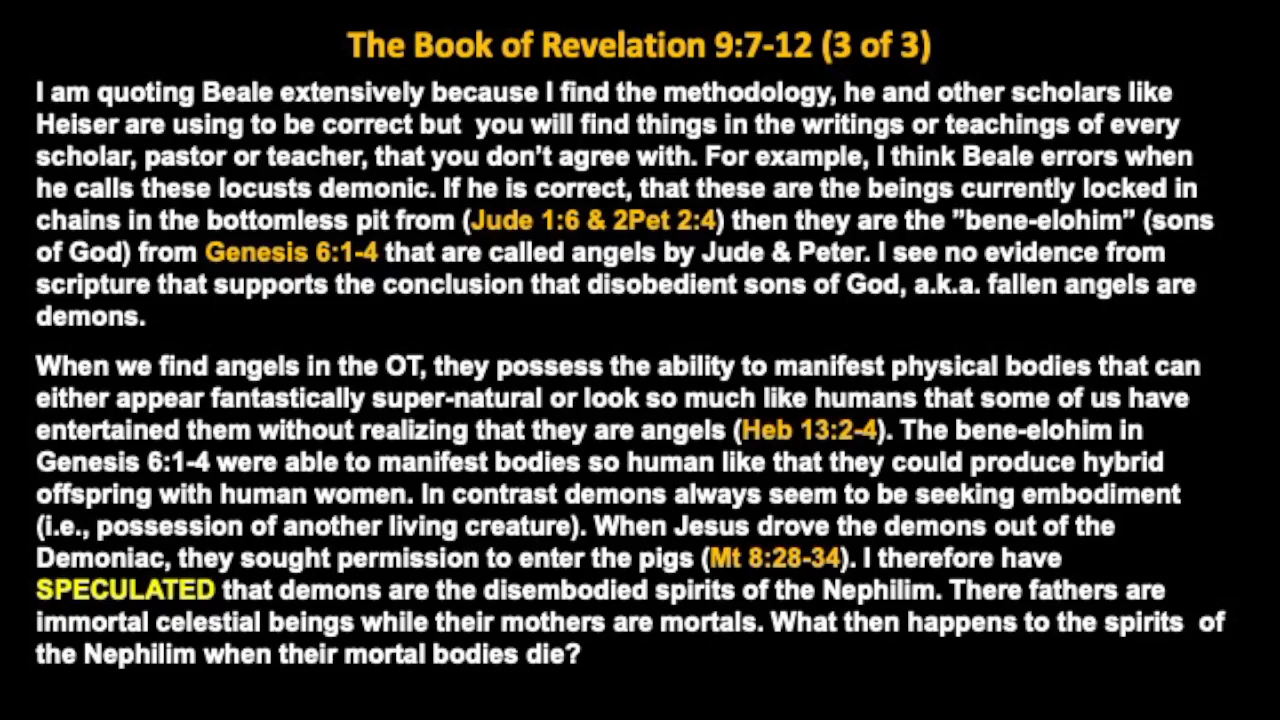 The Book of Revelation 9:7-12 (3 of 3)
I am quoting Beale extensively because I find the methodology, he and other scholars like
Heiser are using to be correct but  you will find things in the writings or teachings of every
scholar, pastor or teacher, that you don’t agree with. For example, I think Beale errors when
he calls these locusts demonic. If he is correct, that these are the beings currently locked in
chains in the bottomless pit from (Jude 1:6 & 2Pet 2:4) then they are the ”bene-elohim” (sons
of God) from Genesis 6:1-4 that are called angels by Jude & Peter. I see no evidence from
scripture that supports the conclusion that disobedient sons of God, a.k.a. fallen angels are
demons.
When we find angels in the OT, they possess the ability to manifest physical bodies that can
either appear fantastically super-natural or look so much like humans that some of us have
entertained them without realizing that they are angels (Heb 13:2-4). The bene-elohim in
Genesis 6:1-4 were able to manifest bodies so human like that they could produce hybrid
offspring with human women. In contrast demons always seem to be seeking embodiment
(i.e., possession of another living creature). When Jesus drove the demons out of the
Demoniac, they sought permission to enter the pigs (Mt 8:28-34). I therefore have
SPECULATED that demons are the disembodied spirits of the Nephilim. There fathers are
immortal celestial beings while their mothers are mortals. What then happens to the spirits  of
the Nephilim when their mortal bodies die?